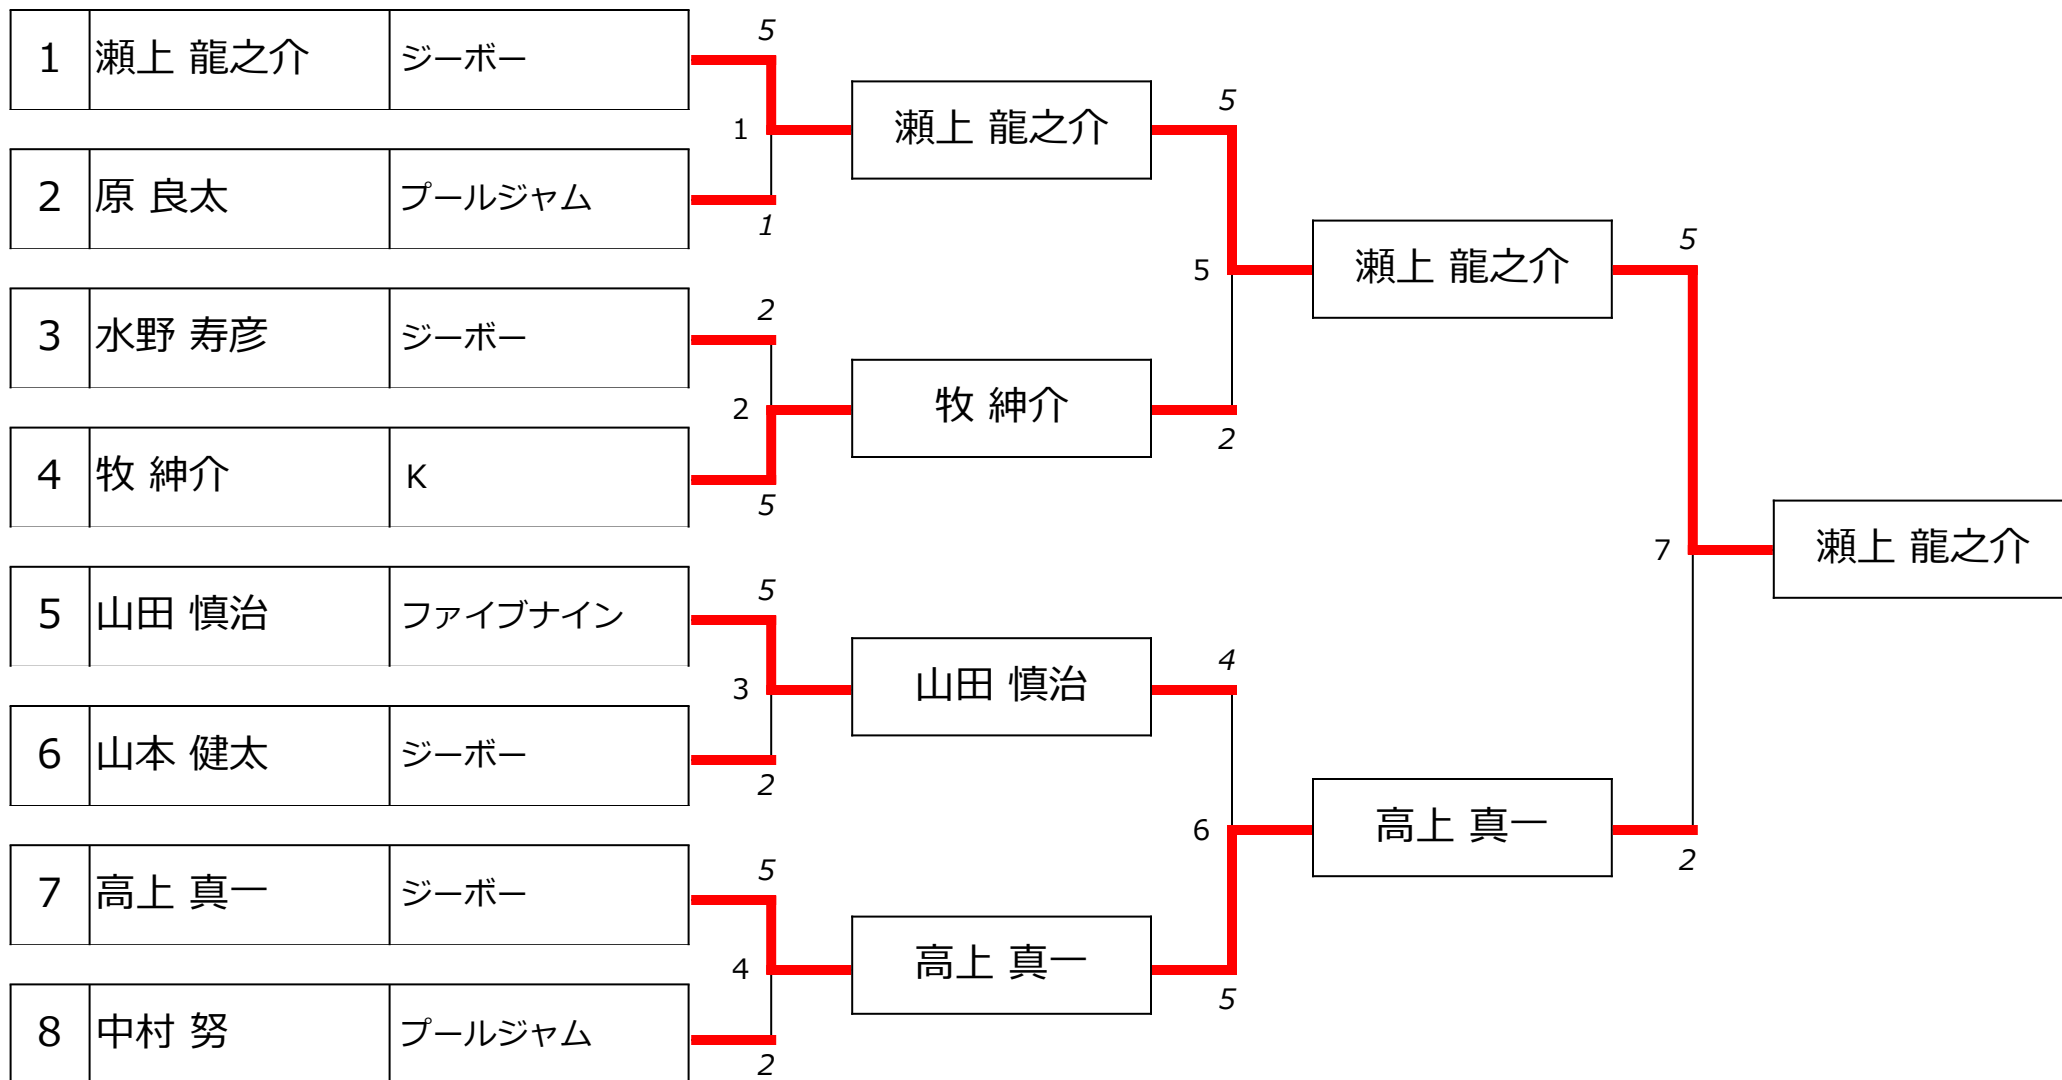 1 瀬上 龍之介 ジーボー
2 原 良太 プールジャム
3 水野 寿彦 ジーボー
4 牧 紳介 K
5 山田 慎治 ファイブナイン
6 山本 健太 ジーボー
7 高上 真一 ジーボー
8 中村 努 プールジャム
5
1
1
2
2
5
5
3
2
5
4
2
瀬上 龍之介
牧 紳介
山田 慎治
高上 真一
5
5
2
4
6
5
瀬上 龍之介
高上 真一
5
7
2
瀬上 龍之介